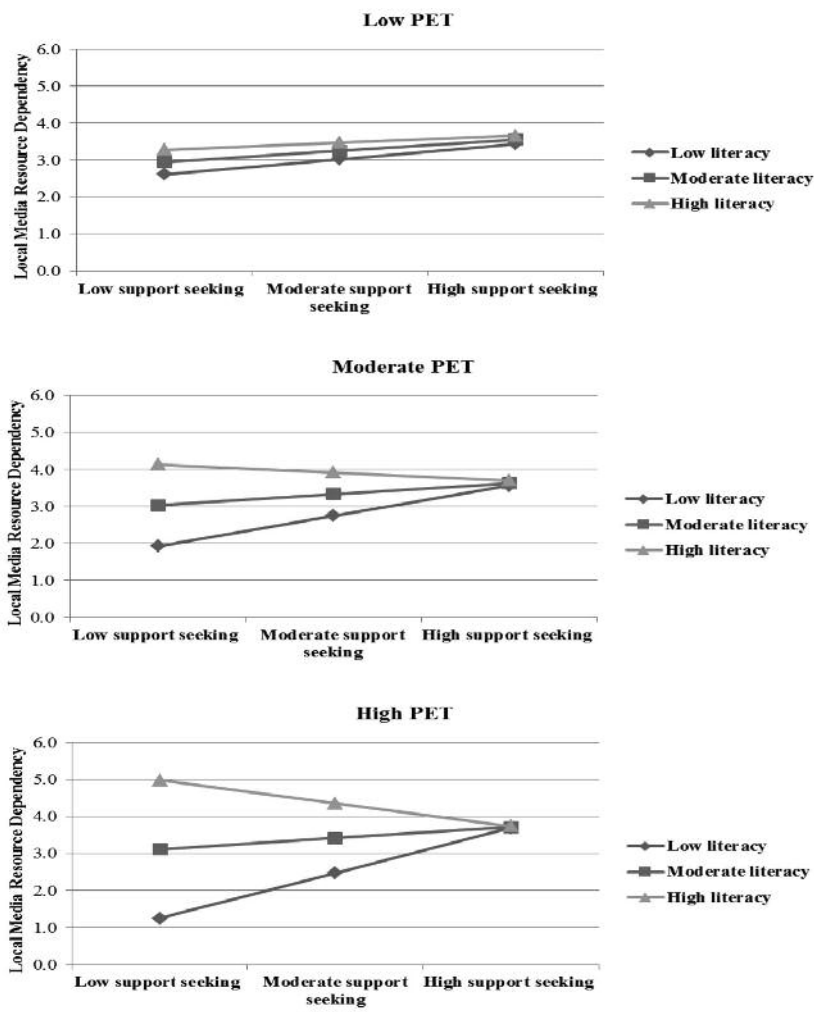 Low PET
Local Media Resource Dependency
6.0
5.0
4.0
3.0
2.0
1.0
0.0
Low support seeking
Moderate support
seeking
High support seeking
Low literacy
Moderate literacy
High literacy
Moderate PET
Local Media Resource Dependency
6.0
5.0
4.0
3.0
2.0
1.0
0.0
Low support seeking
Moderate support
seeking
High support seeking
Low literacy
Moderate literacy
High literacy
High PET
Local Media Resource Dependency
6.0
5.0
4.0
3.0
2.0
1.0
0.0
Low support seeking
Moderate support
seeking
High support seeking
Low literacy
Moderate literacy
High literacy